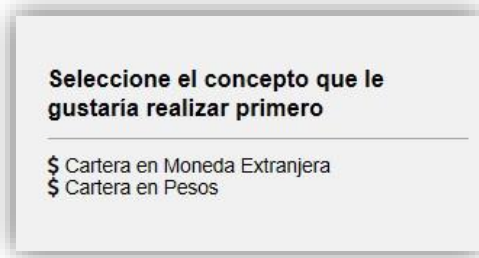 Seleccione el concepto que le
gustaría realizar primero
$ Cartera en Moneda Extranjera
$ Cartera en Pesos